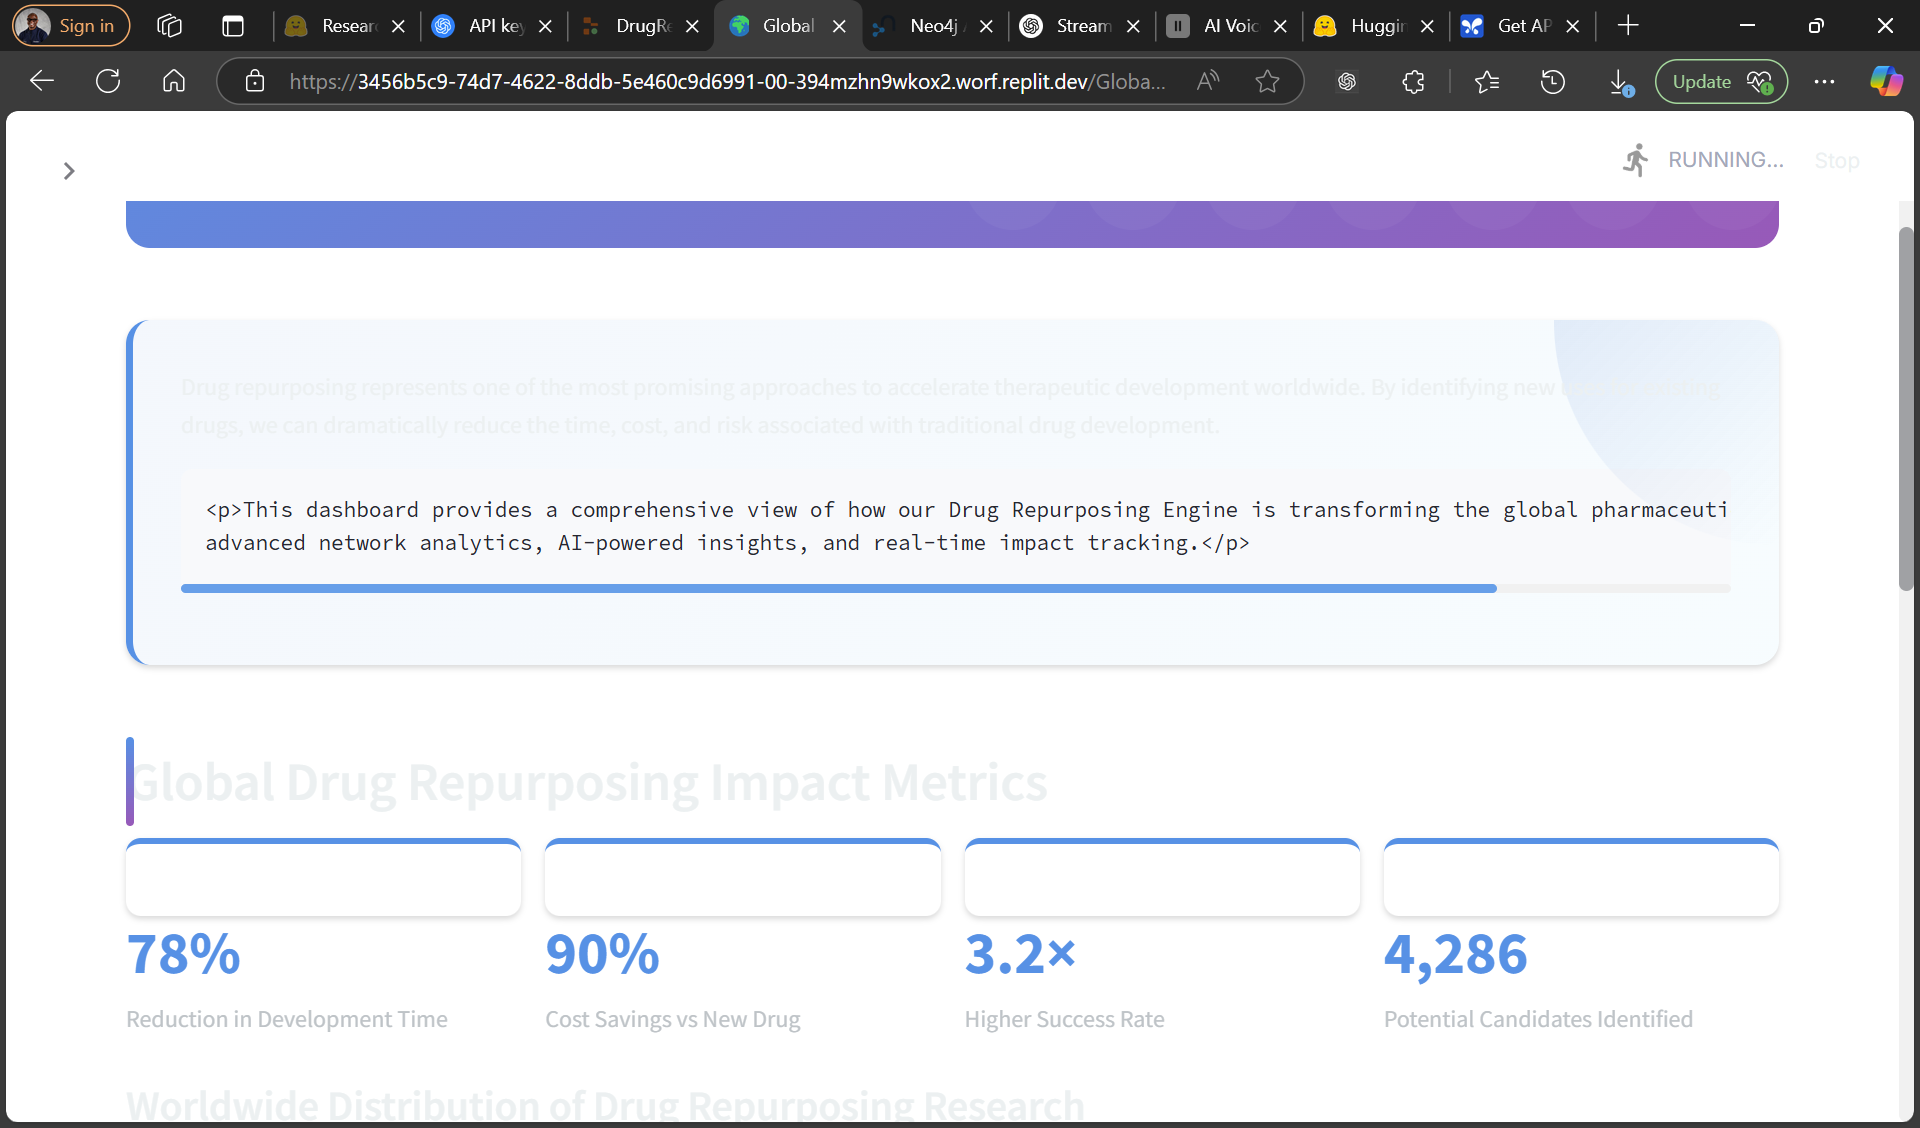 Sign in
Resear
API key
DrugRe
Global
Neo4j
Stream
AI Voic
Huggin
Get AP
https://3456b5c9-74d7-4622-8ddb-5e460c9d6991-00-394mzhn9wkox2.worf.replit.dev/Globa...
Update
RUNNING...
Stop
Drug repurposing represents one of the most promising approaches to accelerate therapeutic development worldwide. By identifying new
drugs, we can dramatically reduce the time, cost, and risk associated with traditional drug development.
<p>This dashboard provides a comprehensive view of how our Drug Repurposing Engine is transforming the global pharmaceuti
advanced network analytics, AI-powered insights, and real-time impact tracking.</p>
Global Drug Repurposing Impact Metrics
78%
90%
3.2×
4,286
Reduction in Development Time
Cost Savings vs New Drug
Higher Success Rate
Potential Candidates Identified
Worldwide Distribution of Drug Repurposing Research